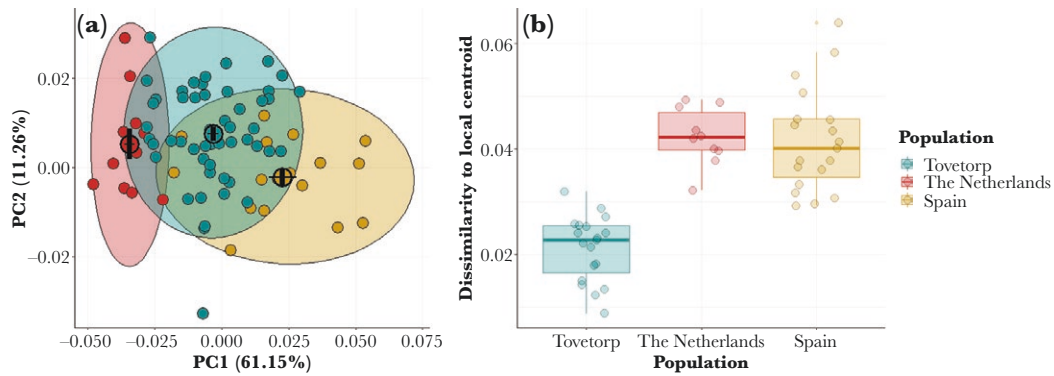 (a)
PC2 (11.26%)
0.02
0.00
−0.02
−0.050
−0.025
0.000
0.025
0.050
0.075
PC1 (61.15%)
(b)
Dissimilarity to local centroid
0.06
0.04
0.02
Tovetorp
The Netherlands
Spain
Population
Population
Tovetorp
The Netherlands
Spain